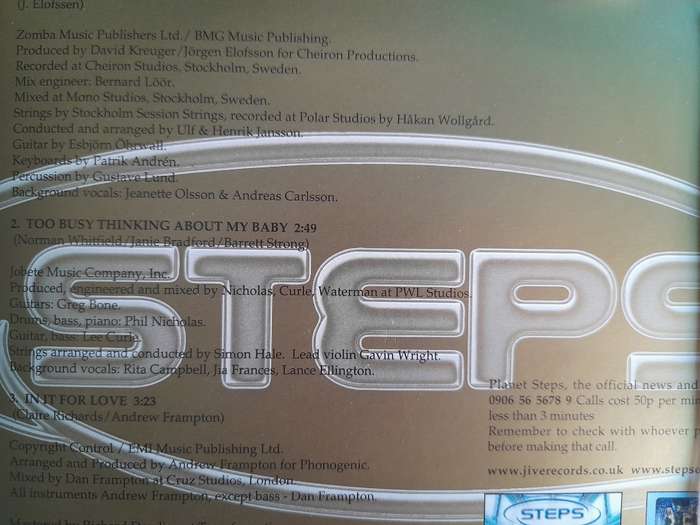 (J. Elofssen)
Zomba Music Publishers Ltd./ BMG Music Publishing.
Produced by David Kreuger/Jörgen Elofsson for Cheiron Productions.
Recorded at Cheiron Studios, Stockholm, Sweden.
Mix engineer: Bernard Löör.
Mixed at Mono Studios, Stockholm, Sweden.
Strings by Stockholm Session Strings, recorded at Polar Studios by Håkan Wollgård.
Conducted and arranged by Ulf & Henrik Jansson.
Guitar by Esbjörn Öhrwall.
Keyboards by Patrik Andrén.
Percussion by Gustave Lund.
Background vocals: Jeanette Olsson & Andreas Carlsson.
2. TOO BUSY THINKING ABOUT MY BABY 2:49
(Norman Whitfield/Janie Bradford/Barrett Strong)
Jobete Music Company, Inc.
Produced, engineered and mixed by Nicholas, Curle, Waterman at PWL Studios.
Guitars: Greg Bone.
Drums, bass, piano: Phil Nicholas.
Guitar, bass: Lee Curle.
Strings arranged and conducted by Simon Hale. Lead violin Gavin Wright.
Background vocals: Rita Campbell, Jia Frances, Lance Ellington.
3. IN IT FOR LOVE 3:23
(Claire Richards/Andrew Frampton)
Copyright Control / EMI Music Publishing Ltd.
Arranged and Produced by Andrew Frampton for Phonogenic.
Mixed by Dan Frampton at Cruz Studios, London.
All instruments Andrew Frampton, except bass - Dan Frampton.
STEPS
Planet Steps, the official news and
0906 56 5678 9 Calls cost 50p per min
less than 3 minutes
Remember to check with whoever p
before making that call.
www.jiverecords.co.uk www.steps
STEPS